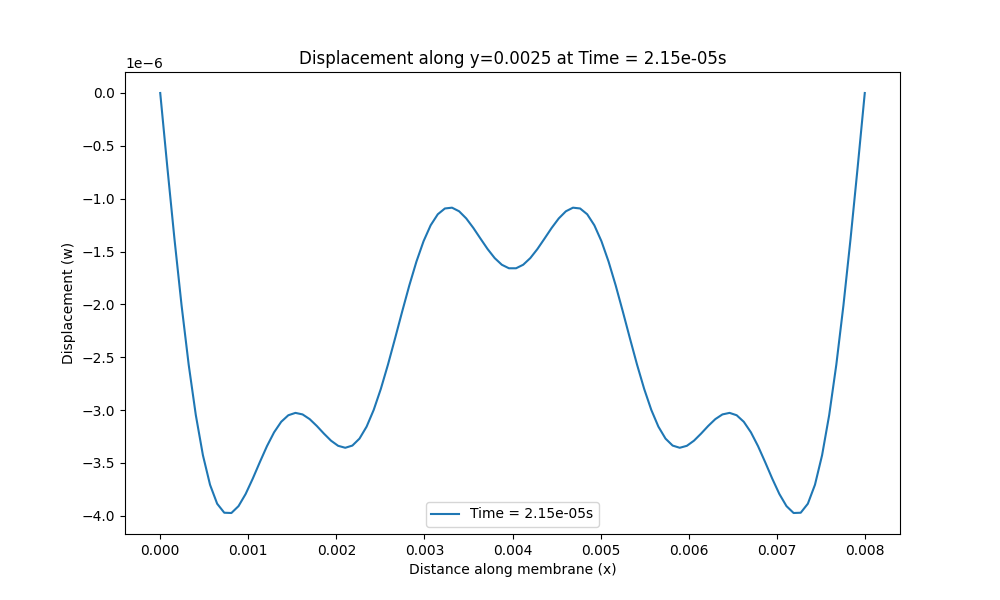 Displacement along y=0.0025 at Time = 2.15e-05s
1e−6
0.0
−0.5
−1.0
−1.5
−2.0
−2.5
−3.0
−3.5
−4.0
Displacement (w)
Time = 2.15e-05s
0.000 0.001 0.002 0.003 0.004 0.005 0.006 0.007 0.008
Distance along membrane (x)